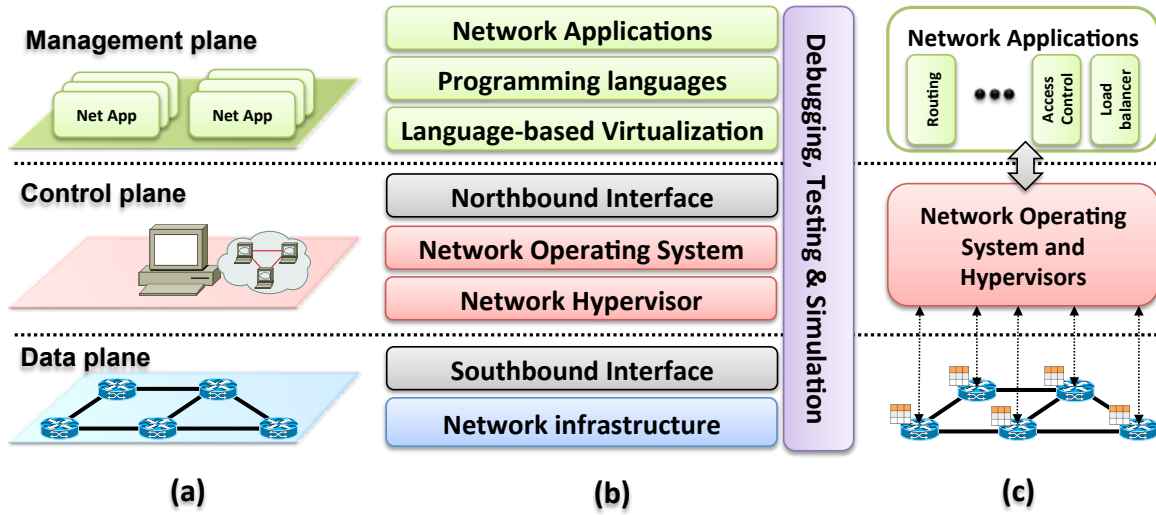 Management plane
Net App
Net App
Control plane
Data plane
(a)
Network Applications
Programming languages
Language-based Virtualization
Northbound Interface
Network Operating System
Network Hypervisor
Southbound Interface
Network infrastructure
Debugging, Testing & Simulation
(b)
Network Applications
Routing
Access
Control
Load
balancer
Network Operating
System and
Hypervisors
(c)